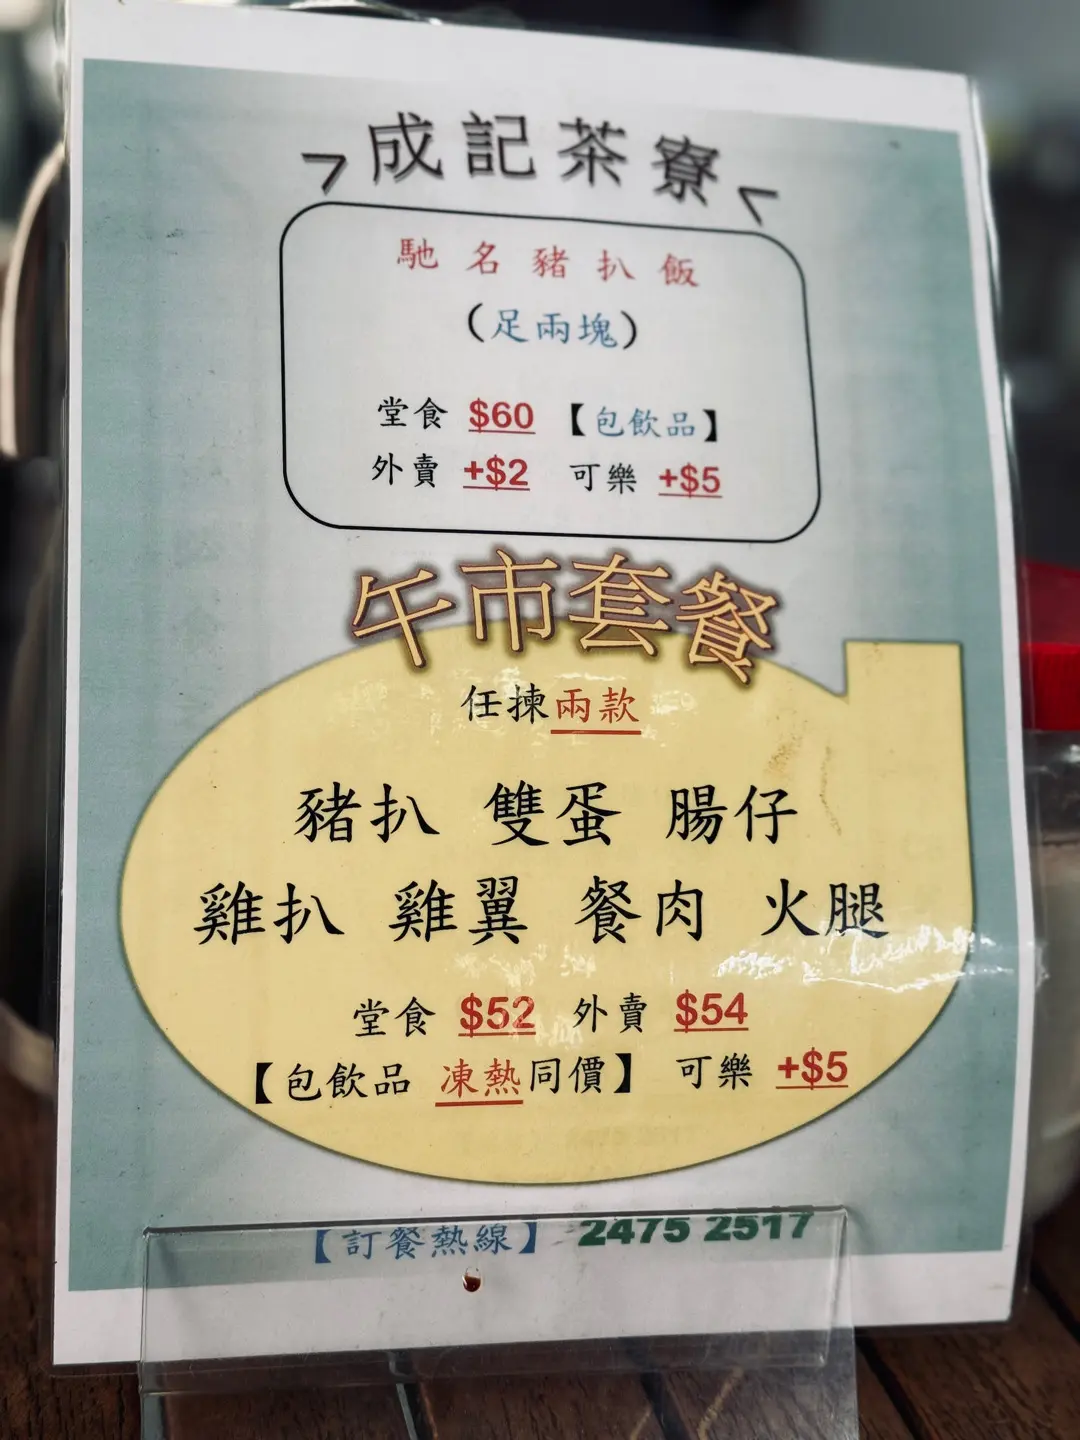 成記茶寮
馳名豬扒飯
(足兩塊)
堂食 $60 【包飲品】
外賣 +$2 可樂 +$5
午市套餐
任揀兩款
豬扒 雙蛋 腸仔
雞扒 雞翼 餐肉 火腿
堂食 $52 外賣 $54
【包飲品 凍熱同價】 可樂 +$5
【訂餐熱線】 2475 2517